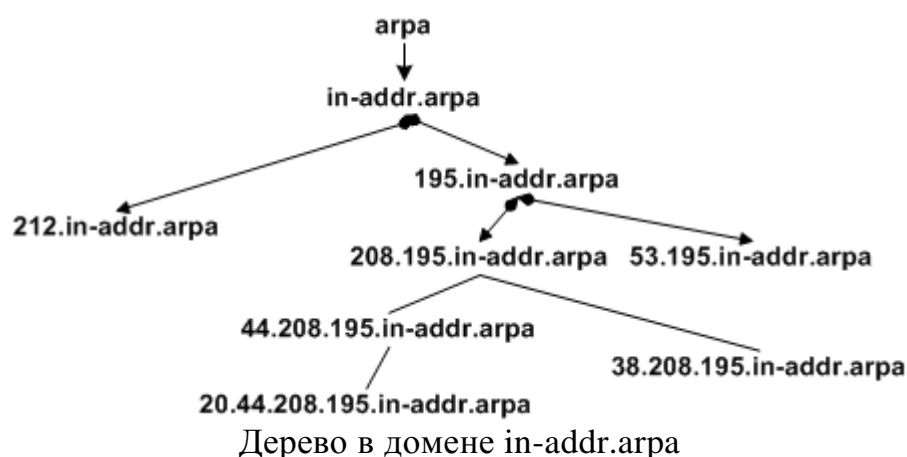 arpa
in-addr.arpa
195.in-addr.arpa
212.in-addr.arpa
208.195.in-addr.arpa 53.195.in-addr.arpa
44.208.195.in-addr.arpa
38.208.195.in-addr.arpa
20.44.208.195.in-addr.arpa
Дерево в домене in-addr.arpa